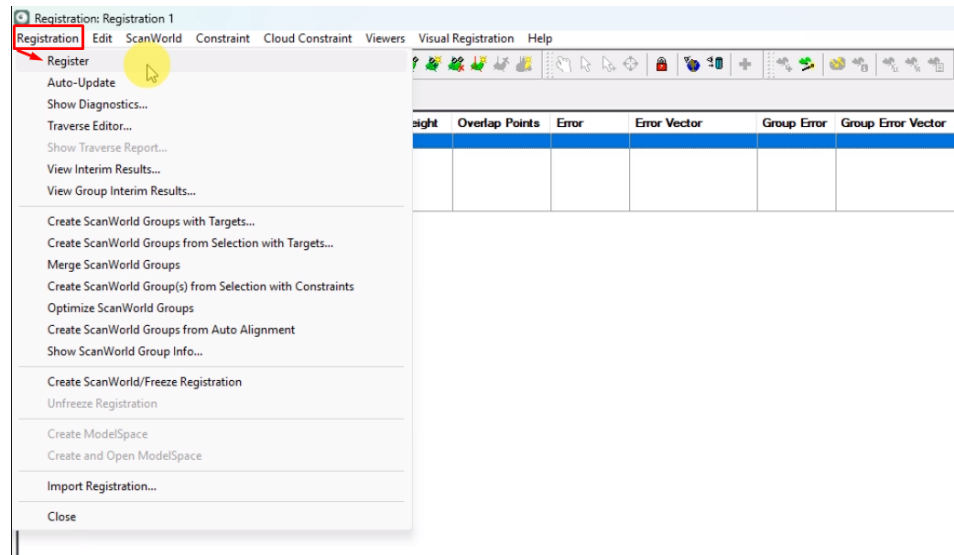 Registration: Registration 1
Registration Edit ScanWorld Constraint Cloud Constraint Viewers Visual Registration Help
Register
Auto-Update
Show Diagnostics...
eight Overlap Points Error Error Vector Group Error Group Error Vector
Traverse Editor...
Show Traverse Report...
View Interim Results...
View Group Interim Results...
Create ScanWorld Groups with Targets...
Create ScanWorld Groups from Selection with Targets...
Merge ScanWorld Groups
Create ScanWorld Group(s) from Selection with Constraints
Optimize ScanWorld Groups
Create ScanWorld Groups from Auto Alignment
Show ScanWorld Group Info...
Create ScanWorld/Freeze Registration
Unfreeze Registration
Create ModelSpace
Create and Open ModelSpace
Import Registration...
Close